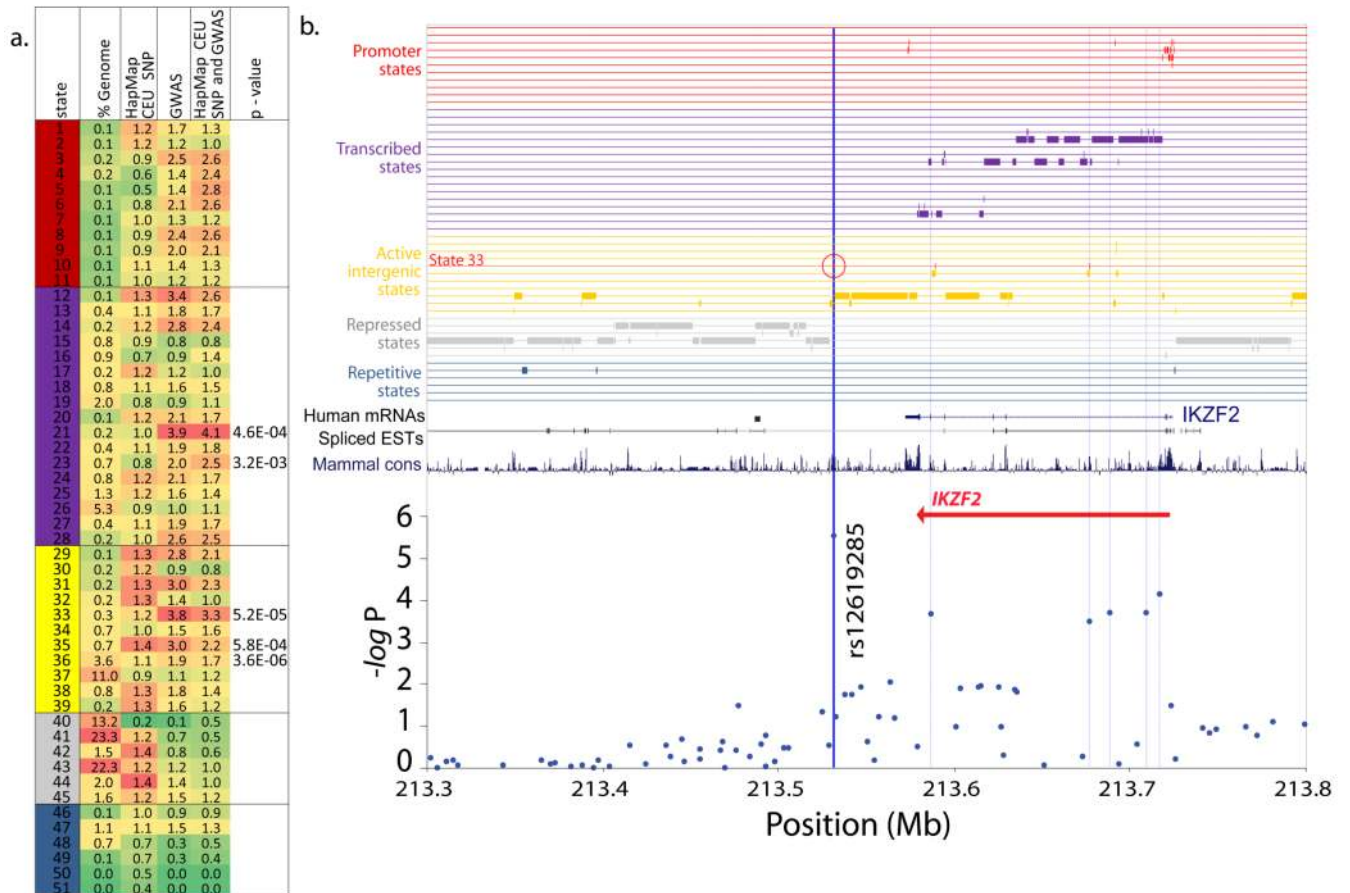 a.
state % Genome HapMap CEU SNP GWAS HapMap CEU SNP and GWAS p - value
1 0.1 1.2 1.7 1.3
2 0.1 1.2 1.2 1.0
3 0.2 0.9 2.5 2.6
4 0.2 0.6 1.4 2.4
5 0.1 0.5 1.4 2.8
6 0.1 0.8 2.1 2.6
7 0.1 1.0 1.3 1.2
8 0.1 0.9 2.4 2.6
9 0.1 0.9 2.0 2.1
10 0.1 1.1 1.4 1.3
11 0.1 1.0 1.2 1.2
12 0.1 1.3 3.4 2.6
13 0.4 1.1 1.8 1.7
14 0.2 1.2 2.8 2.4
15 0.8 0.9 0.8 0.8
16 0.9 0.7 0.9 1.4
17 0.2 1.2 1.2 1.0
18 0.8 1.1 1.6 1.5
19 2.0 0.8 0.9 1.1
20 0.1 1.2 2.1 1.7
21 0.2 1.0 3.9 4.1 4.6E-04
22 0.4 1.1 1.9 1.8
23 0.7 0.8 2.0 2.5 3.2E-03
24 0.8 1.2 2.1 1.7
25 1.3 1.2 1.6 1.4
26 5.3 0.9 1.0 1.1
27 0.4 1.1 1.9 1.7
28 0.2 1.0 2.6 2.5
29 0.1 1.3 2.8 2.1
30 0.2 1.2 0.9 0.8
31 0.2 1.3 3.0 2.3
32 0.2 1.3 1.4 1.0
33 0.3 1.2 3.8 3.3 5.2E-05
34 0.7 1.0 1.5 1.6
35 0.7 1.4 3.0 2.2 5.8E-04
36 3.6 1.1 1.9 1.7 3.6E-06
37 11.0 0.9 1.1 1.2
38 0.8 1.3 1.8 1.4
39 0.2 1.3 1.6 1.2
40 13.2 0.2 0.1 0.5
41 23.3 1.2 0.7 0.5
42 1.5 1.4 0.8 0.6
43 22.3 1.2 1.2 1.0
44 2.0 1.4 1.4 1.0
45 1.6 1.2 1.5 1.2
46 0.1 1.0 0.9 0.9
47 1.1 1.1 1.5 1.3
48 0.7 0.7 0.3 0.5
49 0.1 0.7 0.3 0.4
50 0.0 0.5 0.0 0.0
51 0.0 0.4 0.0 0.0
b.
Promoter
states
Transcribed
states
Active
intergenic
states
State 33
Repressed
states
Repetitive
states
Human mRNAs
IKZF2
Spliced ESTs
Mammal cons
IKZF2
rs12619285
-log P
6
5
4
3
2
1
0
213.3 213.4 213.5 213.6 213.7 213.8
Position (Mb)